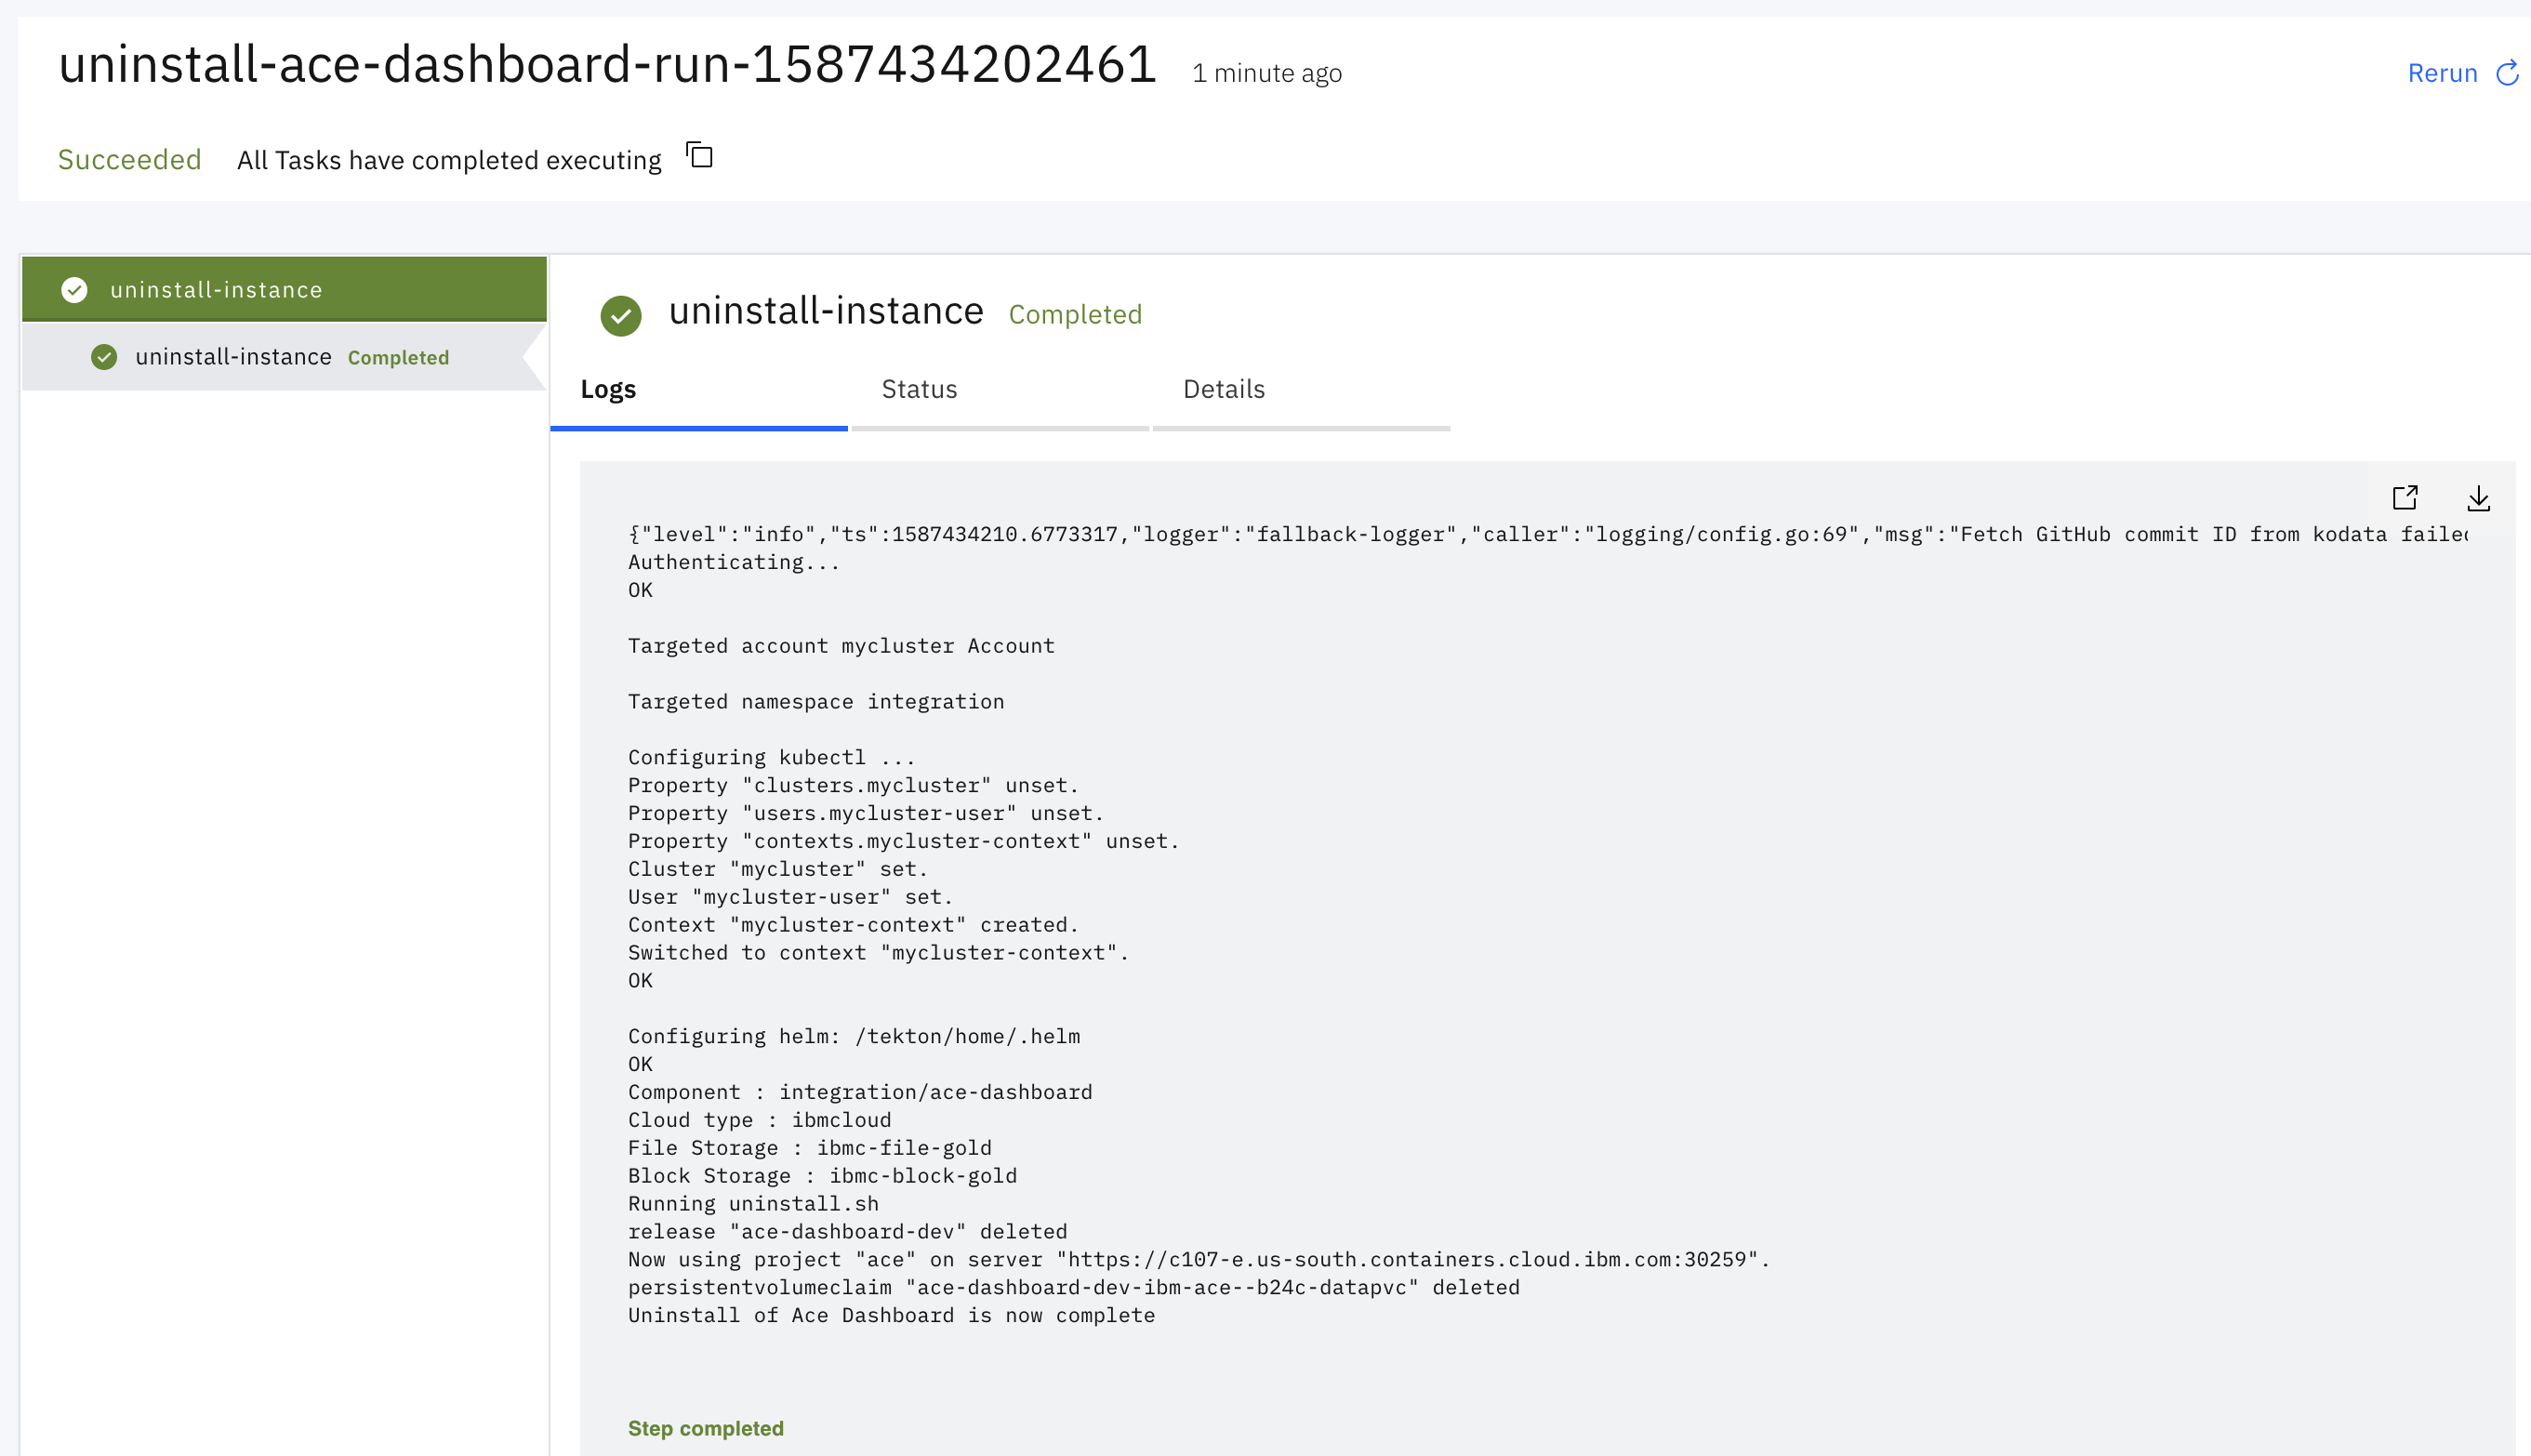 uninstall-ace-dashboard-run-1587434202461 1 minute ago
Rerun
Succeeded All Tasks have completed executing
uninstall-instance
uninstall-instance Completed
uninstall-instance Completed
Logs Status Details
{"level":"info","ts":1587434210.6773317,"logger":"fallback-logger","caller":"logging/config.go:69","msg":"Fetch GitHub commit ID from kodata failed
Authenticating...
OK
Targeted account mycluster Account
Targeted namespace integration
Configuring kubectl ...
Property "clusters.mycluster" unset.
Property "users.mycluster-user" unset.
Property "contexts.mycluster-context" unset.
Cluster "mycluster" set.
User "mycluster-user" set.
Context "mycluster-context" created.
Switched to context "mycluster-context".
OK
Configuring helm: /tekton/home/.helm
OK
Component : integration/ace-dashboard
Cloud type : ibmcloud
File Storage : ibmc-file-gold
Block Storage : ibmc-block-gold
Running uninstall.sh
release "ace-dashboard-dev" deleted
Now using project "ace" on server "https://c107-e.us-south.containers.cloud.ibm.com:30259".
persistentvolumeclaim "ace-dashboard-dev-ibm-ace--b24c-datapvc" deleted
Uninstall of Ace Dashboard is now complete
Step completed